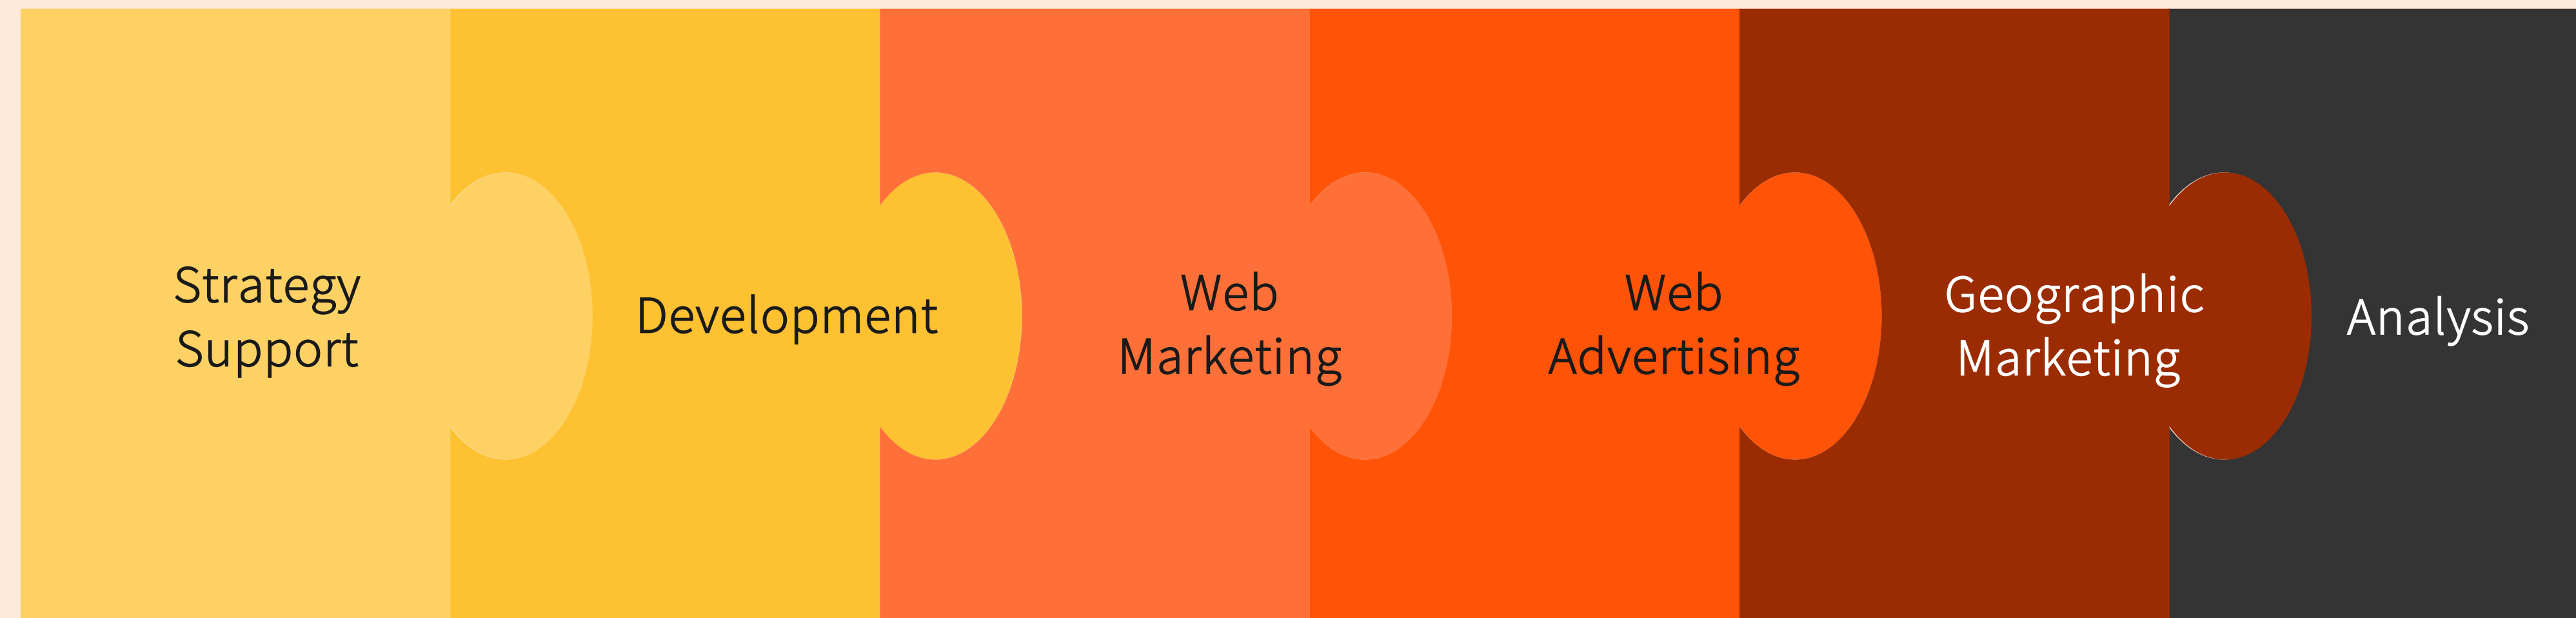 Strategy
Support
Development
Web
Marketing
Web
Advertising
Geographic
Marketing
Analysis